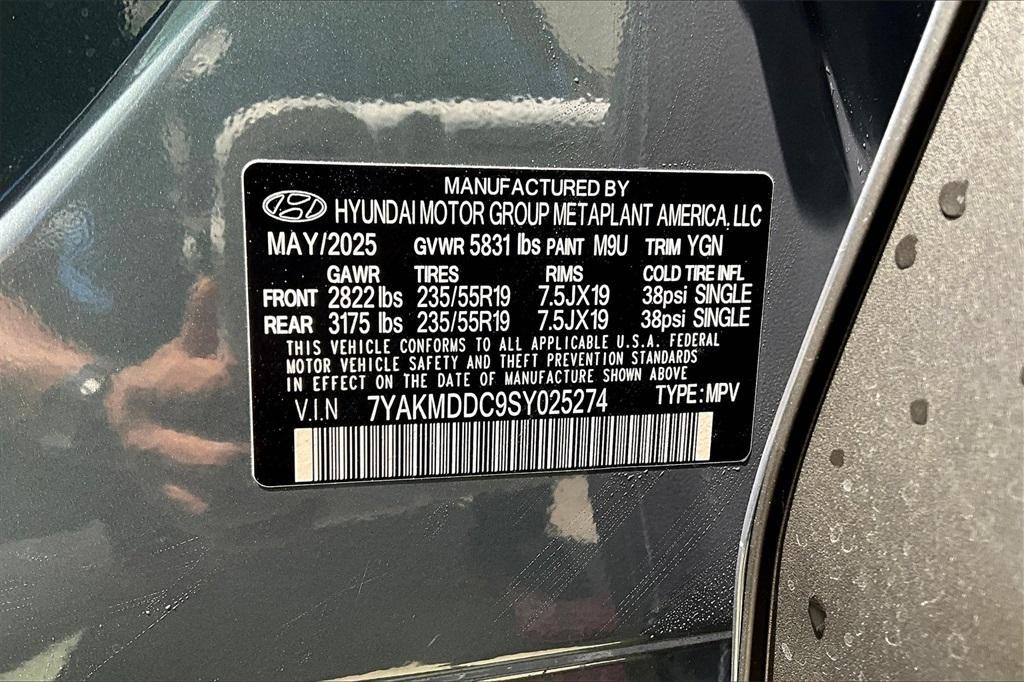 MANUFACTURED BY
HYUNDAI MOTOR GROUP METAPLANT AMERICA, LLC
MAY/2025 GVWR 5831 lbs PAINT M9U TRIM YGN
GAWR TIRES RIMS COLD TIRE INFL
FRONT 2822 lbs 235/55R19 7.5JX19 38psi SINGLE
REAR 3175 lbs 235/55R19 7.5JX19 38psi SINGLE
THIS VEHICLE CONFORMS TO ALL APPLICABLE U.S.A. FEDERAL
MOTOR VEHICLE SAFETY AND THEFT PREVENTION STANDARDS
IN EFFECT ON THE DATE OF MANUFACTURE SHOWN ABOVE
V.I.N 7YAKMDDC9SY025274 TYPE:MPV